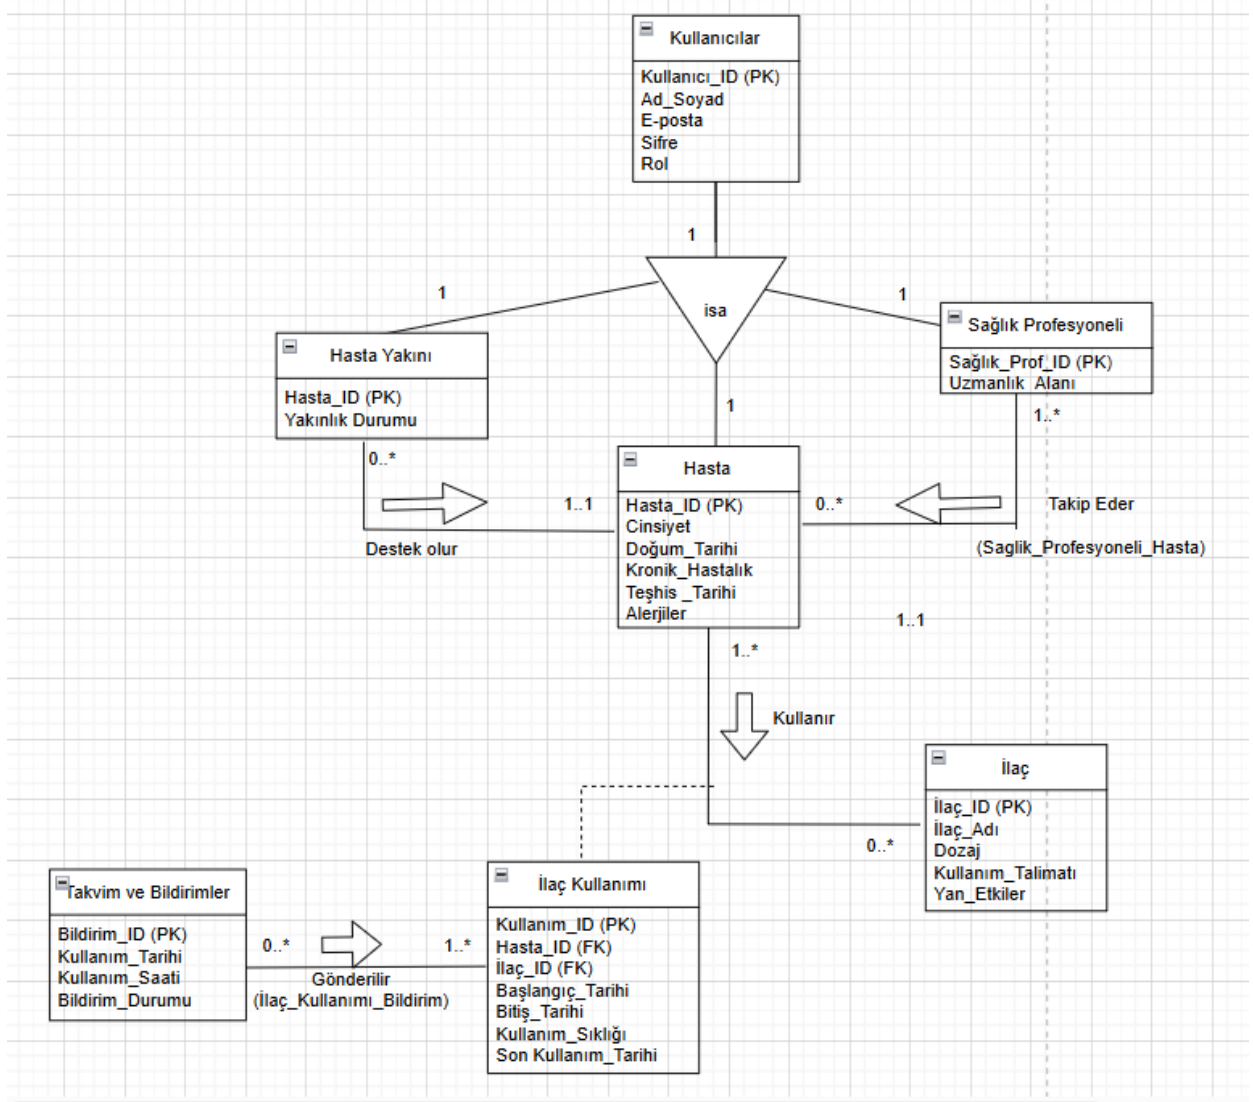 Kullanıcılar
Kullanıcı_ID (PK)
Ad_Soyad
E-posta
Sifre
Rol
1
isa
1
1
1
Hasta Yakını
Hasta_ID (PK)
Yakınlık Durumu
Sağlık Profesyoneli
Sağlık_Prof_ID (PK)
Uzmanlık_Alanı
0..*
1..1
Destek olur
1..*
0..*
Takip Eder
(Saglik_Profesyoneli_Hasta)
Hasta
Hasta_ID (PK)
Cinsiyet
Doğum_Tarihi
Kronik_Hastalık
Teşhis _Tarihi
Alerjiler
1..1
1..*
Kullanır
0..*
İlaç
İlaç_ID (PK)
İlaç_Adı
Dozaj
Kullanım_Talimatı
Yan_Etkiler
Takvim ve Bildirimler
Bildirim_ID (PK)
Kullanım_Tarihi
Kullanım_Saati
Bildirim_Durumu
0..*
1..*
Gönderilir
(İlaç_Kullanımı_Bildirim)
İlaç Kullanımı
Kullanım_ID (PK)
Hasta_ID (FK)
İlaç_ID (FK)
Başlangıç_Tarihi
Bitiş_Tarihi
Kullanım_Sıklığı
Son Kullanım_Tarihi